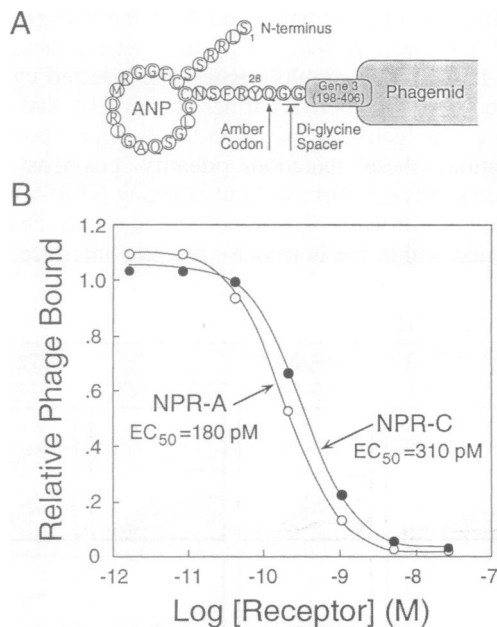 A
N-terminus
1
SLRRSSCFGGRMDRIGAQSGLGCNSFRYQGG
ANP
28
Gene 3
(198-406)
Phagemid
Amber
Codon
Di-glycine
Spacer
B
1.2
1.0
.8
.6
.4
.2
0
Relative Phage Bound
NPR-A
EC50=180 pM
NPR-C
EC50=310 pM
-12
-11
-10
-9
-8
-7
Log [Receptor] (M)